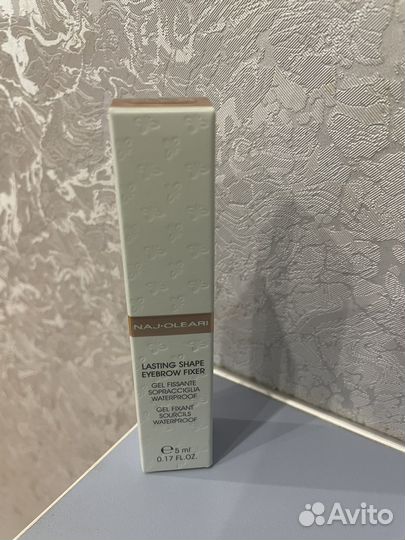 NAJ·OLEARI
LASTING SHAPE
EYEBROW FIXER
GEL FISSANTE
SOPRACCIGLIA
WATERPROOF
GEL FIXANT
SOURCILS
WATERPROOF
℮ 5 ml
0.17 FL.OZ.
Avito